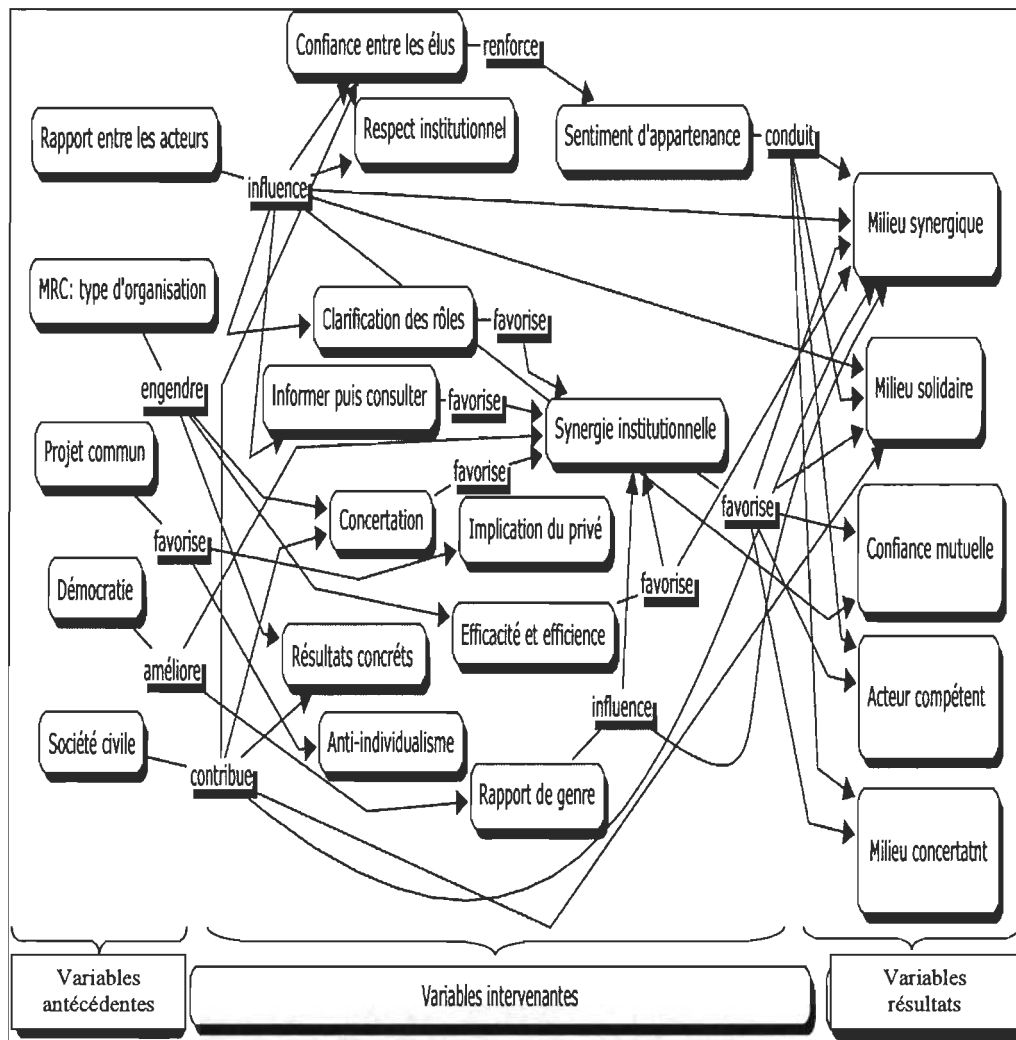 Confiance entre les élus
renforce
Rapport entre les acteurs
Respect institutionnel
Sentiment d'appartenance
conduit
influence
Milieu synergique
MRC: type d'organisation
Clarification des rôles
favorise
engendre
Informer puis consulter
favorise
Milieu solidaire
Synergie institutionnelle
Projet commun
favorise
Concertation
Implication du privé
favorise
favorise
Confiance mutuelle
Démocratie
favorise
Efficacité et efficience
Résultats concréts
améliore
Acteur compétent
influence
Société civile
Anti-individualisme
contribue
Rapport de genre
Milieu concertatnt
Variables
antécédentes
Variables intervenantes
Variables
résultats